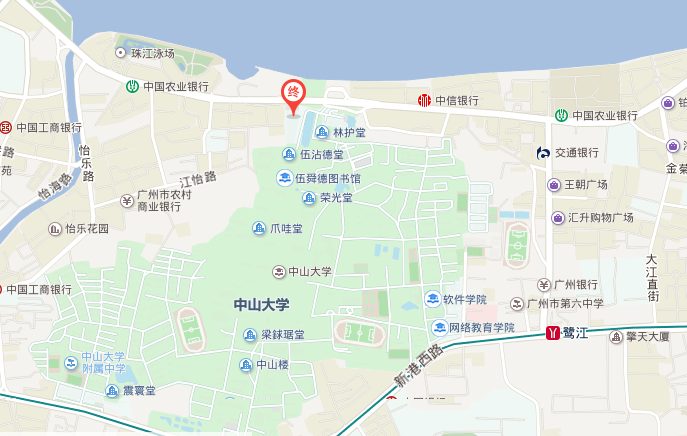 珠江泳场
中国农业银行
终
中信银行
中国农业银行
铂
中国工商银行
林护堂
怡乐路
路
苑
伍沾德堂
交通银行
江怡路
伍舜德图书馆
怡海路
金菊
王朝广场
荣光堂
广州市农村
商业银行
汇升购物广场
怡乐花园
爪哇堂
大江直街
中山大学
广州银行
中国工商银行
软件学院
中山大学
广州市第六中学
网络教育学院
鹭江
梁銶琚堂
擎天大厦
新港西路
中山大学
附属中学
中山楼
震寰堂